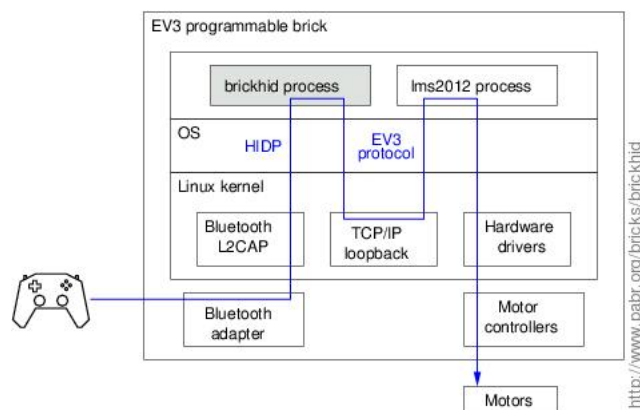 EV3 programmable brick
brickhid process
lms2012 process
OS
HIDP
EV3
protocol
Linux kernel
Bluetooth
L2CAP
TCP/IP
loopback
Hardware
drivers
Bluetooth
adapter
Motor
controllers
Motors
http://www.pabr.org/bricks/brickhid